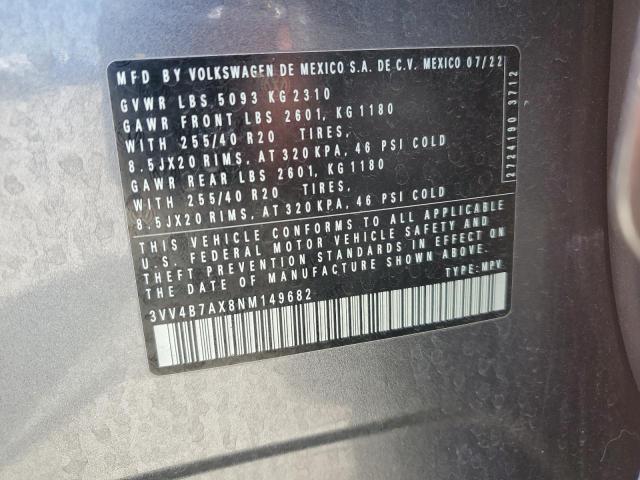 MFD BY VOLKSWAGEN DE MEXICO S.A. DE C.V. MEXICO 07/22
GVWR LBS 5093 KG 2310
GAWR FRONT LBS 2601, KG 1180
WITH 255/40 R20 TIRES,
8.5JX20 RIMS, AT 320 KPA, 46 PSI COLD
GAWR REAR LBS 2601, KG 1180
WITH 255/40 R20 TIRES,
8.5JX20 RIMS, AT 320 KPA, 46 PSI COLD
THIS VEHICLE CONFORMS TO ALL APPLICABLE
U.S. FEDERAL MOTOR VEHICLE SAFETY AND
THEFT PREVENTION STANDARDS IN EFFECT ON
THE DATE OF MANUFACTURE SHOWN ABOVE.
TYPE: MPV
3VV4B7AX8NM149682
2724190 3712